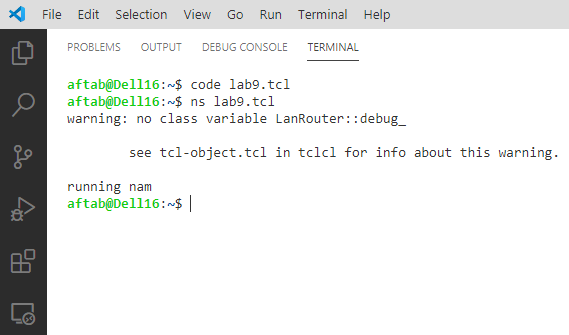 File Edit Selection View Go Run Terminal Help
PROBLEMS OUTPUT DEBUG CONSOLE TERMINAL
aftab@Dell16:~$ code lab9.tcl
aftab@Dell16:~$ ns lab9.tcl
warning: no class variable LanRouter::debug_
see tcl-object.tcl in tclcl for info about this warning.
running nam
aftab@Dell16:~$